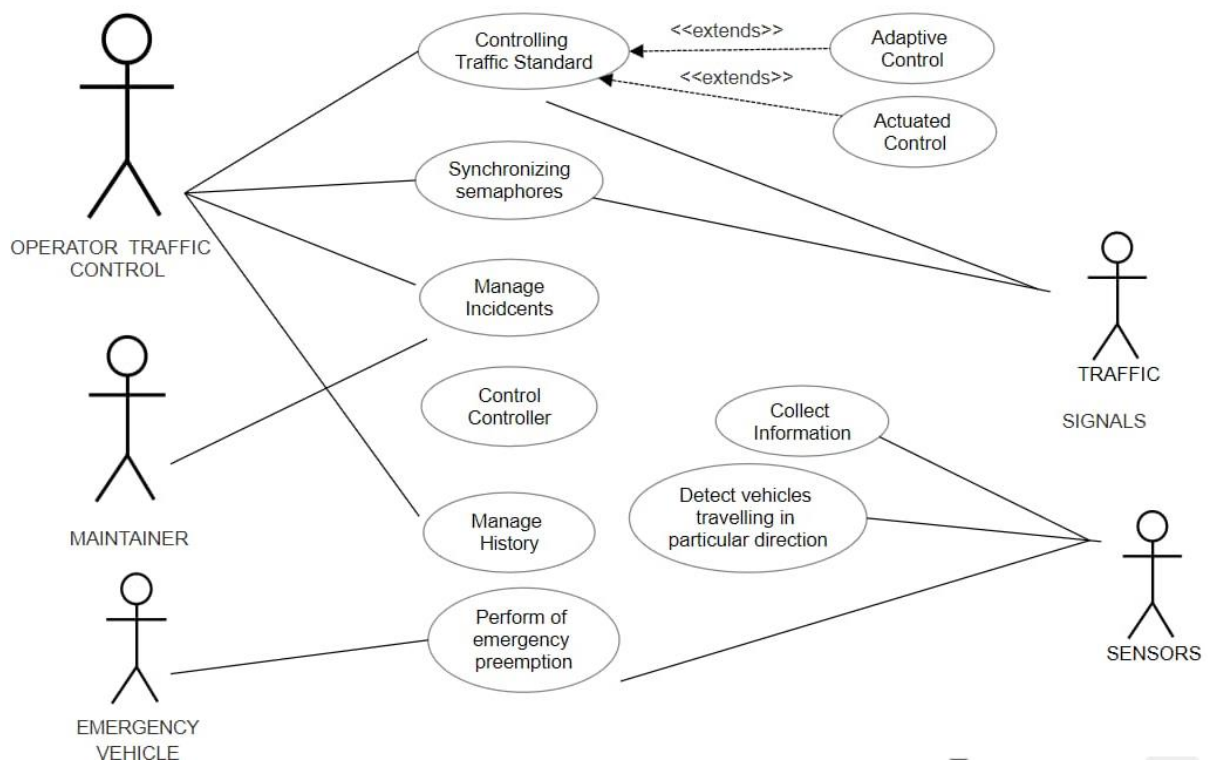 <<extends>>
Controlling
Traffic Standard
Adaptive
Control
<<extends>>
Actuated
Control
Synchronizing
semaphores
OPERATOR TRAFFIC
CONTROL
Manage
Incidcents
TRAFFIC
SIGNALS
Control
Controller
Collect
Information
MAINTAINER
Manage
History
Detect vehicles
travelling in
particular direction
Perform of
emergency
preemption
SENSORS
EMERGENCY
VEHICLE